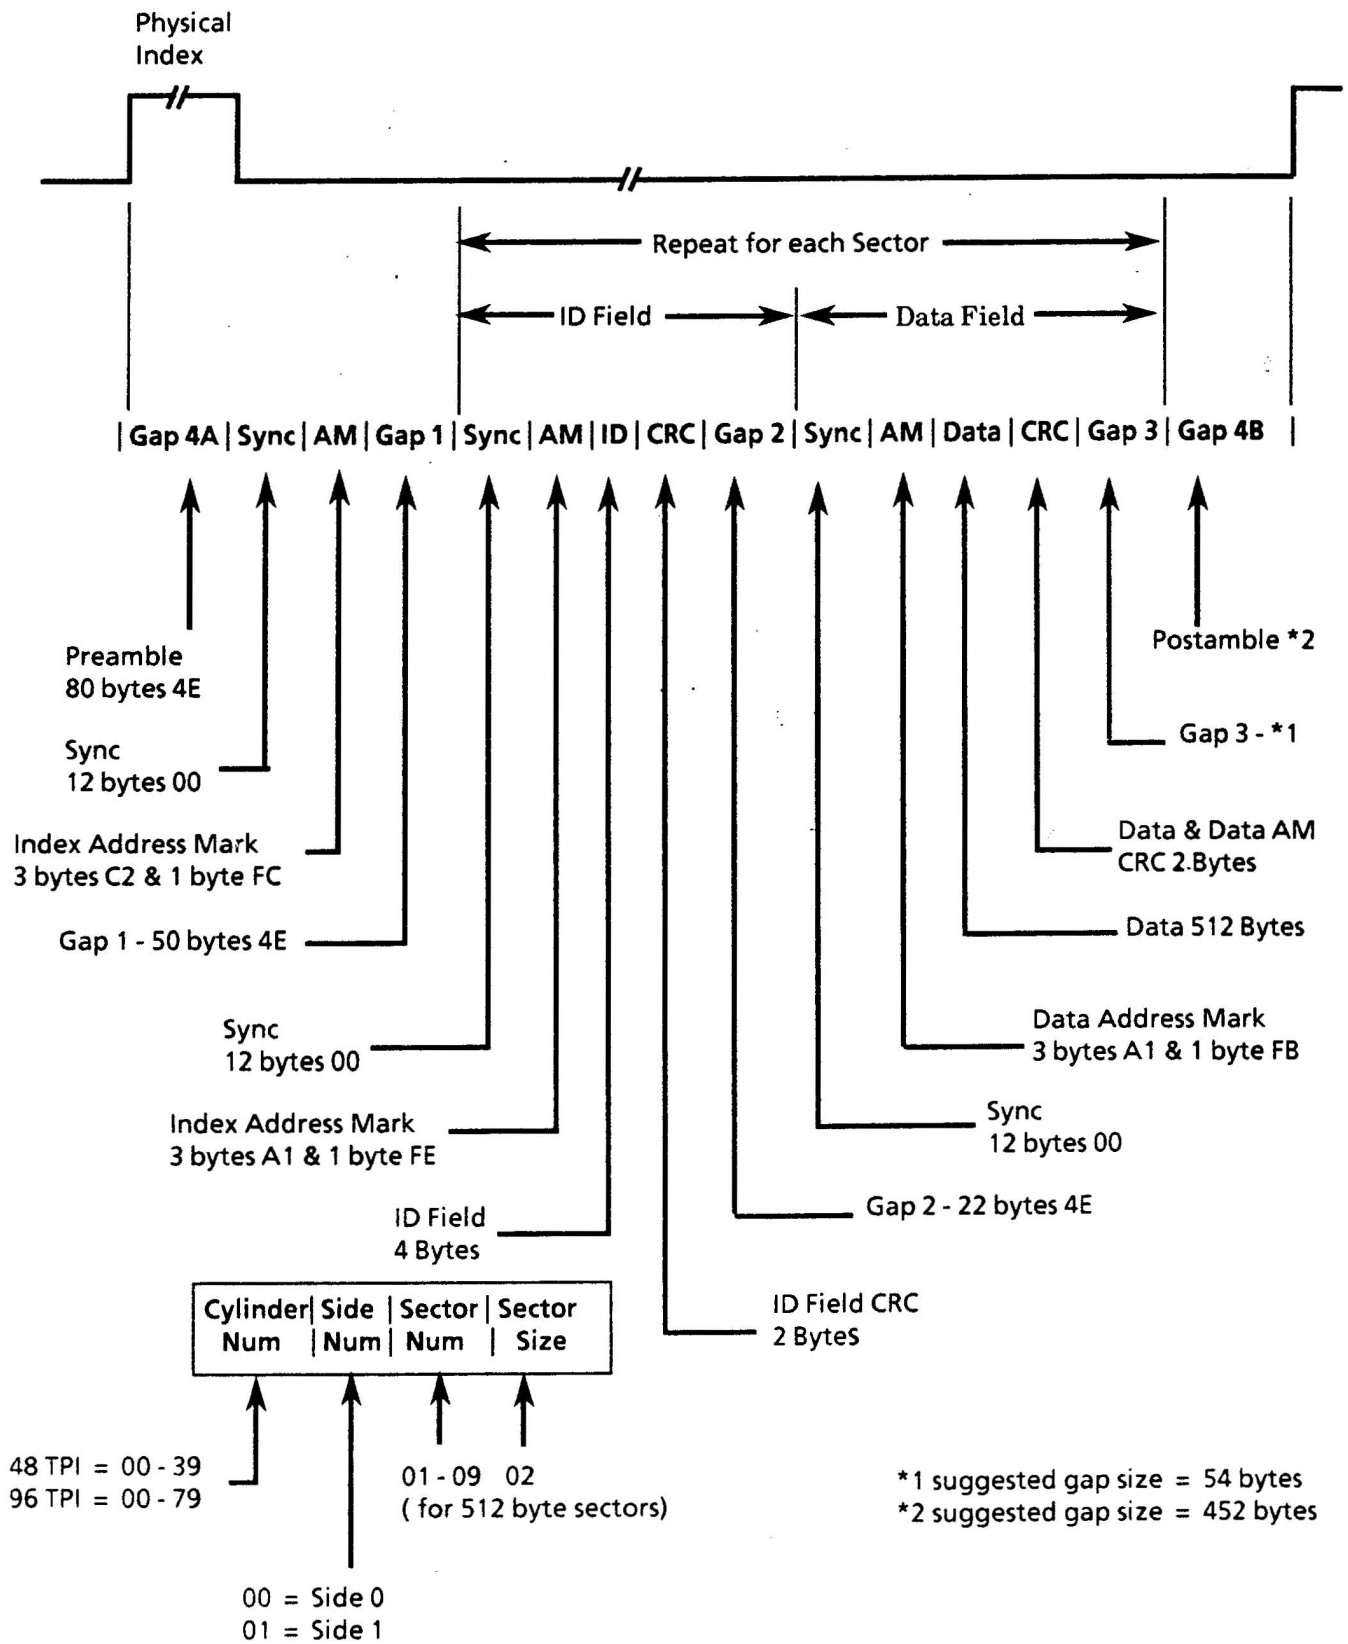 Physical
Index
Repeat for each Sector
ID Field
Data Field
| Gap 4A | Sync | AM | Gap 1 | Sync | AM | ID | CRC | Gap 2 | Sync | AM | Data | CRC | Gap 3 | Gap 4B |
Preamble
80 bytes 4E
Postamble *2
Sync
12 bytes 00
Gap 3 - *1
Index Address Mark
3 bytes C2 & 1 byte FC
Data & Data AM
CRC 2 Bytes
Gap 1 - 50 bytes 4E
Data 512 Bytes
Sync
12 bytes 00
Data Address Mark
3 bytes A1 & 1 byte FB
Index Address Mark
3 bytes A1 & 1 byte FE
Sync
12 bytes 00
ID Field
4 Bytes
Gap 2 - 22 bytes 4E
ID Field CRC
2 Bytes
Cylinder | Side | Sector | Sector
Num | Num | Num | Size
48 TPI = 00 - 39
96 TPI = 00 - 79
01 - 09 02
( for 512 byte sectors)
*1 suggested gap size = 54 bytes
*2 suggested gap size = 452 bytes
00 = Side 0
01 = Side 1